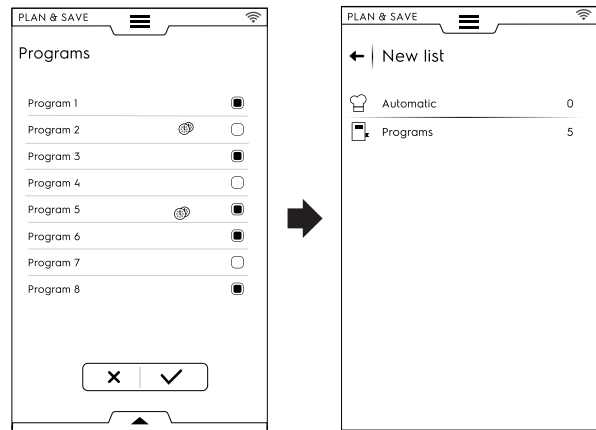 PLAN & SAVE
Programs
Program 1
Program 2
Program 3
Program 4
Program 5
Program 6
Program 7
Program 8
PLAN & SAVE
New list
Automatic 0
Programs 5